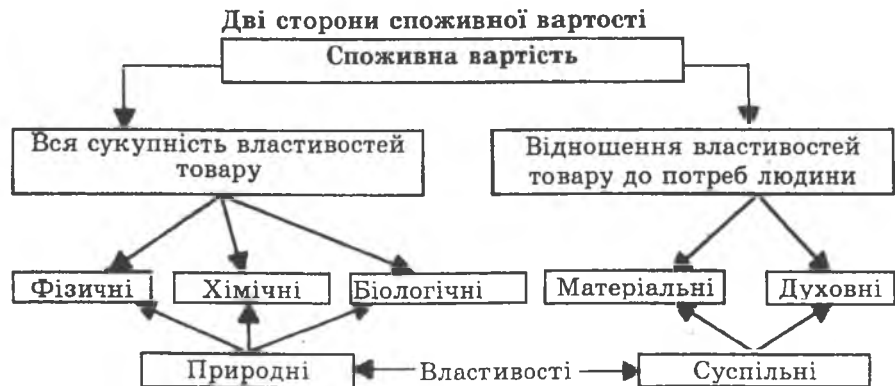 Дві сторони споживної вартості
Споживна вартість
Вся сукупність властивостей
товару
Відношення властивостей
товару до потреб людини
Фізичні
Хімічні
Біологічні
Матеріальні
Духовні
Природні
Властивості
Суспільні